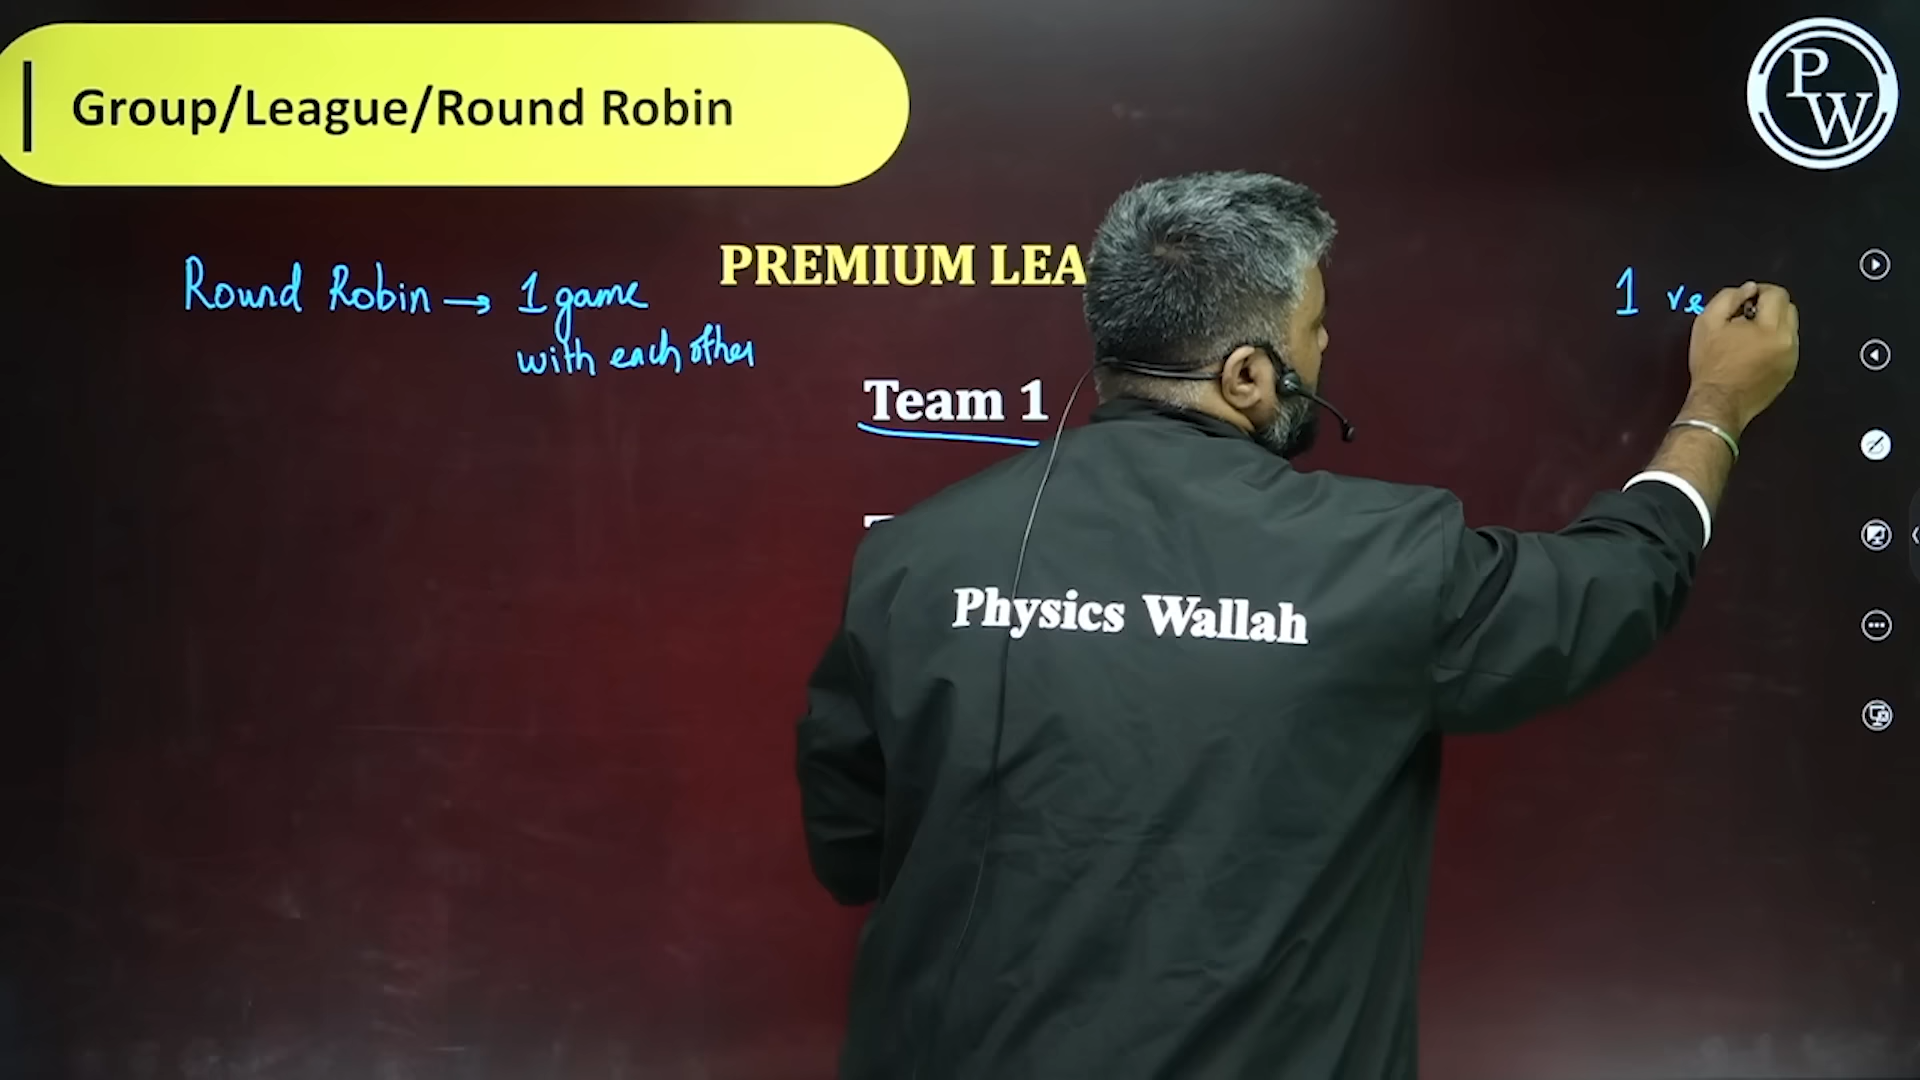 Group/League/Round Robin
P
W
PREMIUM LEA
Round Robin → 1 game
with each other
1
Team 1
Physics Wallah